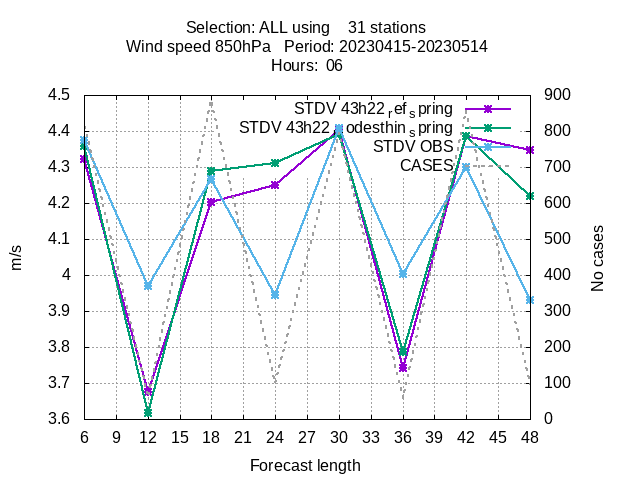 Selection: ALL using 31 stations
Wind speed 850hPa Period: 20230415-20230514
Hours: 06
4.5
4.4
4.3
4.2
4.1
4
3.9
3.8
3.7
3.6
m/s
STDV 43h22 ref spring
STDV 43h22 odesthin spring
STDV OBS
CASES
900
800
700
600
500
400
300
200
100
0
No cases
6 9 12 15 18 21 24 27 30 33 36 39 42 45 48
Forecast length